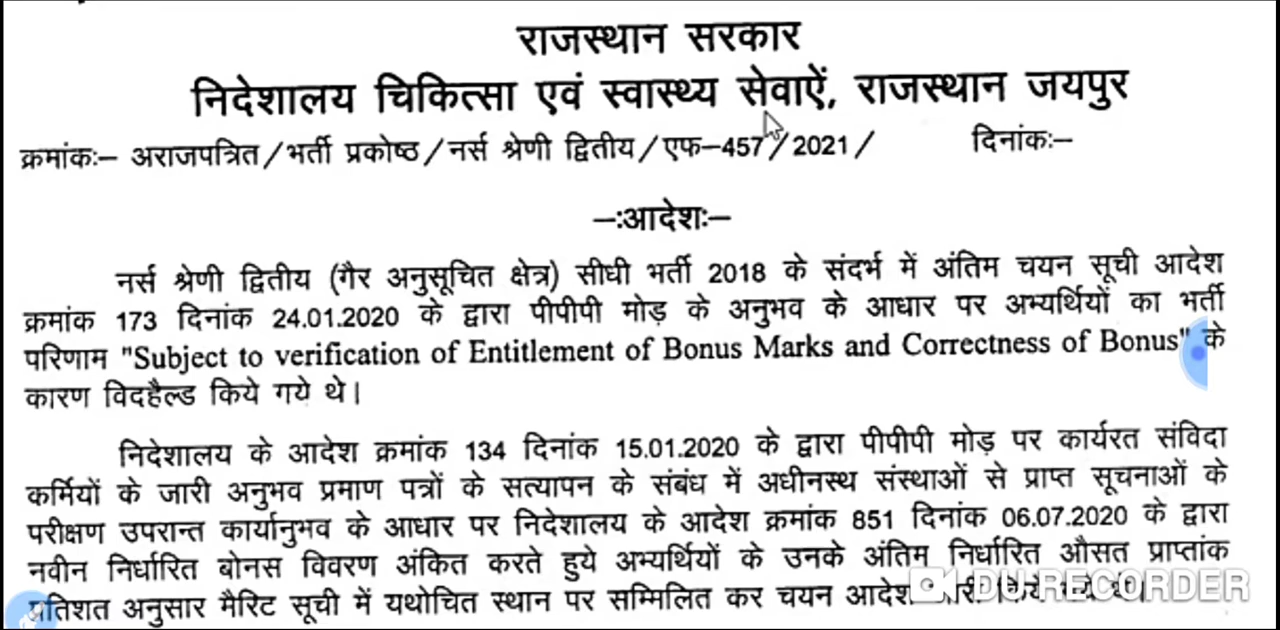 राजस्थान सरकार
निदेशालय चिकित्सा एवं स्वास्थ्य सेवाऐं, राजस्थान जयपुर
क्रमांकः– अराजपत्रित/भर्ती प्रकोष्ठ/नर्स श्रेणी द्वितीय/एफ–457/2021/ दिनांकः–
–:आदेशः–
नर्स श्रेणी द्वितीय (गैर अनुसूचित क्षेत्र) सीधी भर्ती 2018 के संदर्भ में अंतिम चयन सूची आदेश
क्रमांक 173 दिनांक 24.01.2020 के द्वारा पीपीपी मोड़ के अनुभव के आधार पर अभ्यर्थियों का भर्ती
परिणाम "Subject to verification of Entitlement of Bonus Marks and Correctness of Bonus" के
कारण विदहैल्ड किये गये थे।
निदेशालय के आदेश क्रमांक 134 दिनांक 15.01.2020 के द्वारा पीपीपी मोड़ पर कार्यरत संविदा
कर्मियों के जारी अनुभव प्रमाण पत्रों के सत्यापन के संबंध में अधीनस्थ संस्थाओं से प्राप्त सूचनाओं के
परीक्षण उपरान्त कार्यानुभव के आधार पर निदेशालय के आदेश क्रमांक 851 दिनांक 06.07.2020 के द्वारा
नवीन निर्धारित बोनस विवरण अंकित करते हुये अभ्यर्थियों के उनके अंतिम निर्धारित औसत प्राप्तांक
प्रतिशत अनुसार मैरिट सूची में यथोचित स्थान पर सम्मिलित कर चयन आदेश
DU RECORDER